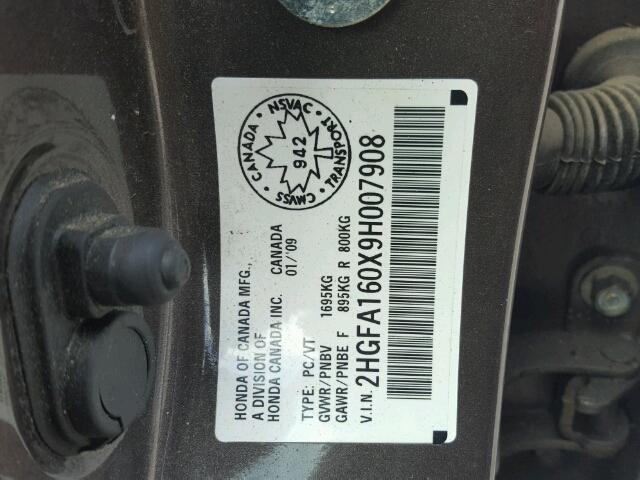 HONDA OF CANADA MFG.,
A DIVISION OF
HONDA CANADA INC. CANADA
01/'09
TYPE: PC/VT
GVWR/PNBV 1695KG
GAWR/PNBE F 895KG R 800KG
V.I.N. 2HGFA160X9H007908
CANADA • NSVAC • TRANSPORT • CMVSS •
942